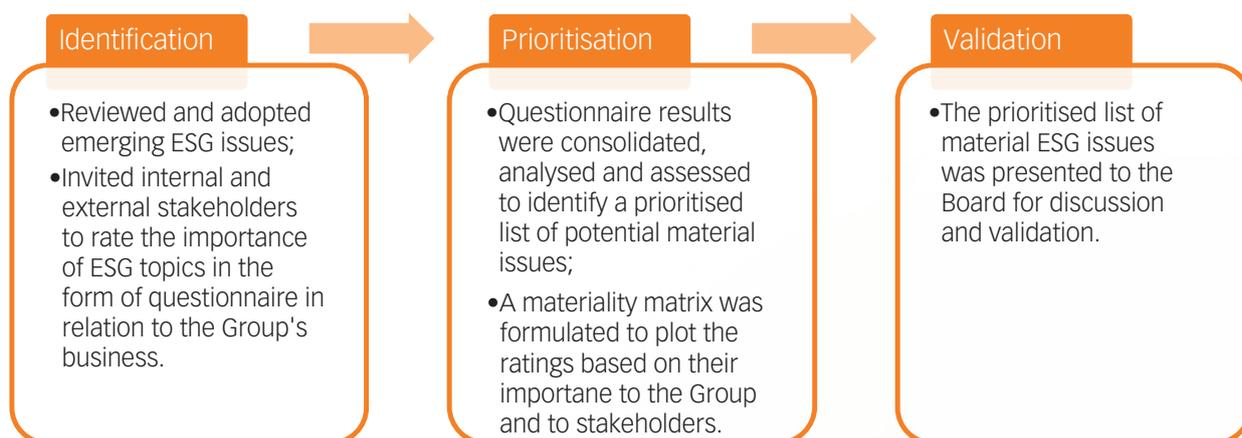 Identification
•Reviewed and adopted
emerging ESG issues;
•Invited internal and
external stakeholders
to rate the importance
of ESG topics in the
form of questionnaire in
relation to the Group's
business.
Prioritisation
•Questionnaire results
were consolidated,
analysed and assessed
to identify a prioritised
list of potential material
issues;
•A materiality matrix was
formulated to plot the
ratings based on their
importane to the Group
and to stakeholders.
Validation
•The prioritised list of
material ESG issues
was presented to the
Board for discussion
and validation.